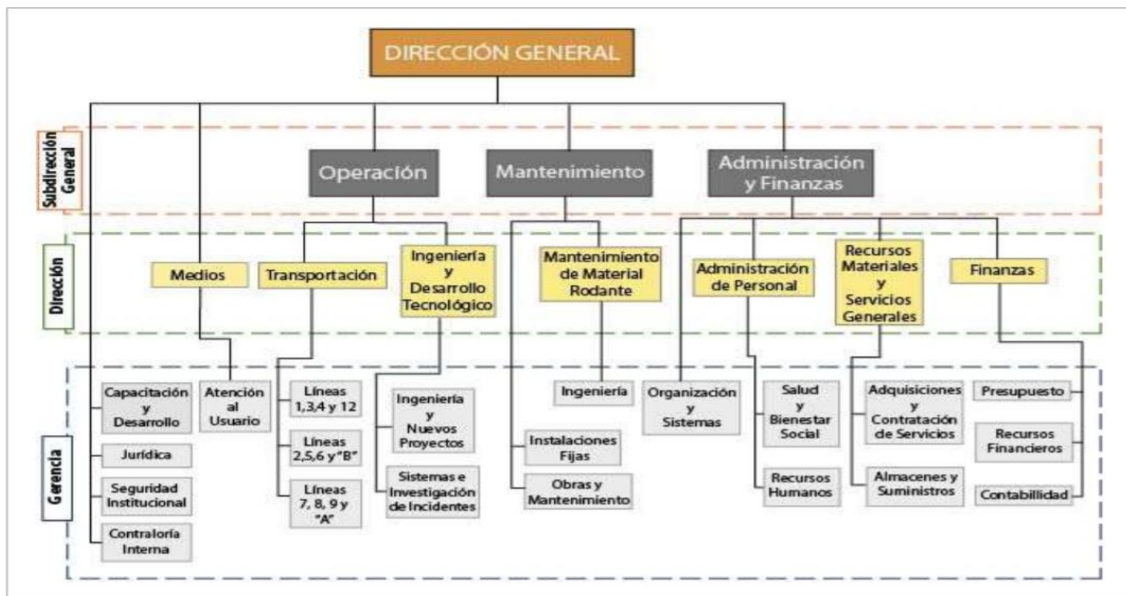 DIRECCIÓN GENERAL
Subdirección
General
Operación
Mantenimiento
Administración
y Finanzas
Dirección
Medios
Transportación
Ingeniería
y
Desarrollo
Tecnológico
Mantenimiento
de Material
Rodante
Administración
de Personal
Recursos
Materiales
y
Servicios
Generales
Finanzas
Gerencia
Capacitación
y
Desarrollo
Jurídica
Seguridad
Institucional
Contraloría
Interna
Atención
al
Usuario
Líneas
1,3,4 y 12
Líneas
2,5,6 y "B"
Líneas
7, 8, 9 y
"A"
Ingeniería
y
Nuevos
Proyectos
Sistemas e
Investigación
de Incidentes
Ingeniería
Instalaciones
Fijas
Obras y
Mantenimiento
Organización
y
Sistemas
Salud
y
Bienestar
Social
Recursos
Humanos
Adquisiciones
y
Contratación
de Servicios
Almacenes y
Suministros
Presupuesto
Recursos
Financieros
Contabillidad